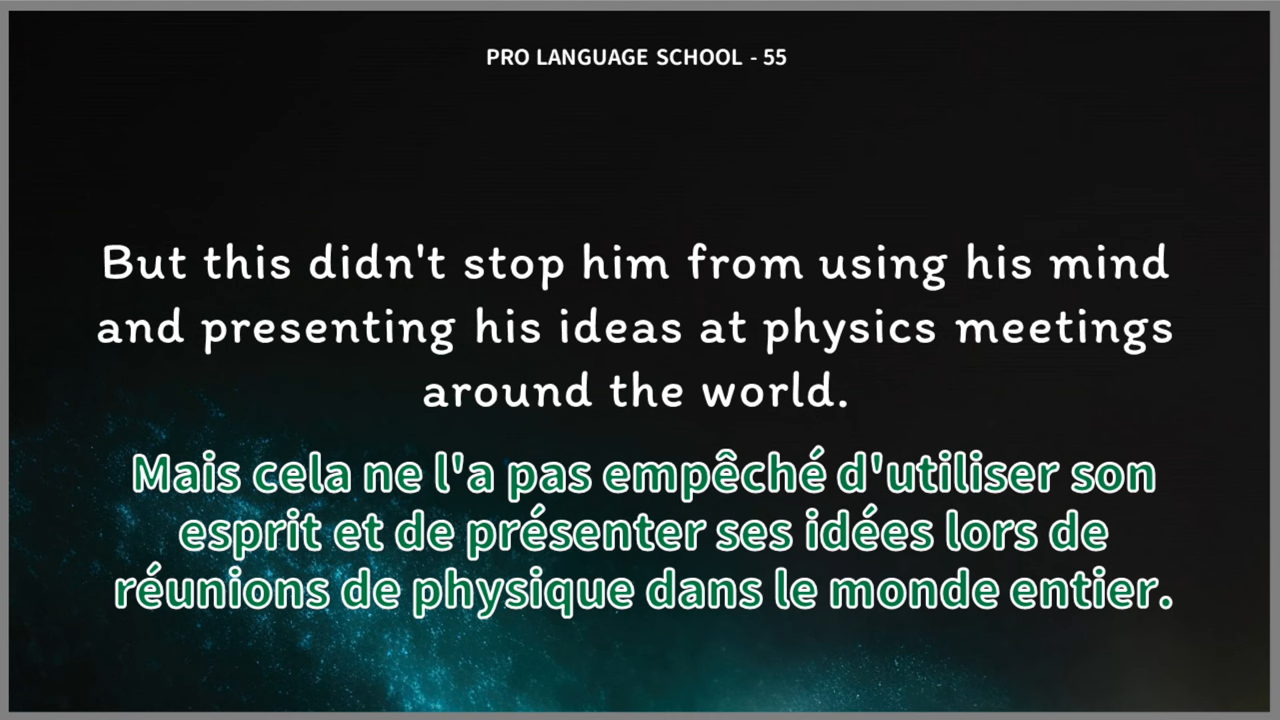 PRO LANGUAGE SCHOOL - 55
But this didn't stop him from using his mind
and presenting his ideas at physics meetings
around the world.
Mais cela ne l'a pas empêché d'utiliser son
esprit et de présenter ses idées lors de
réunions de physique dans le monde entier.